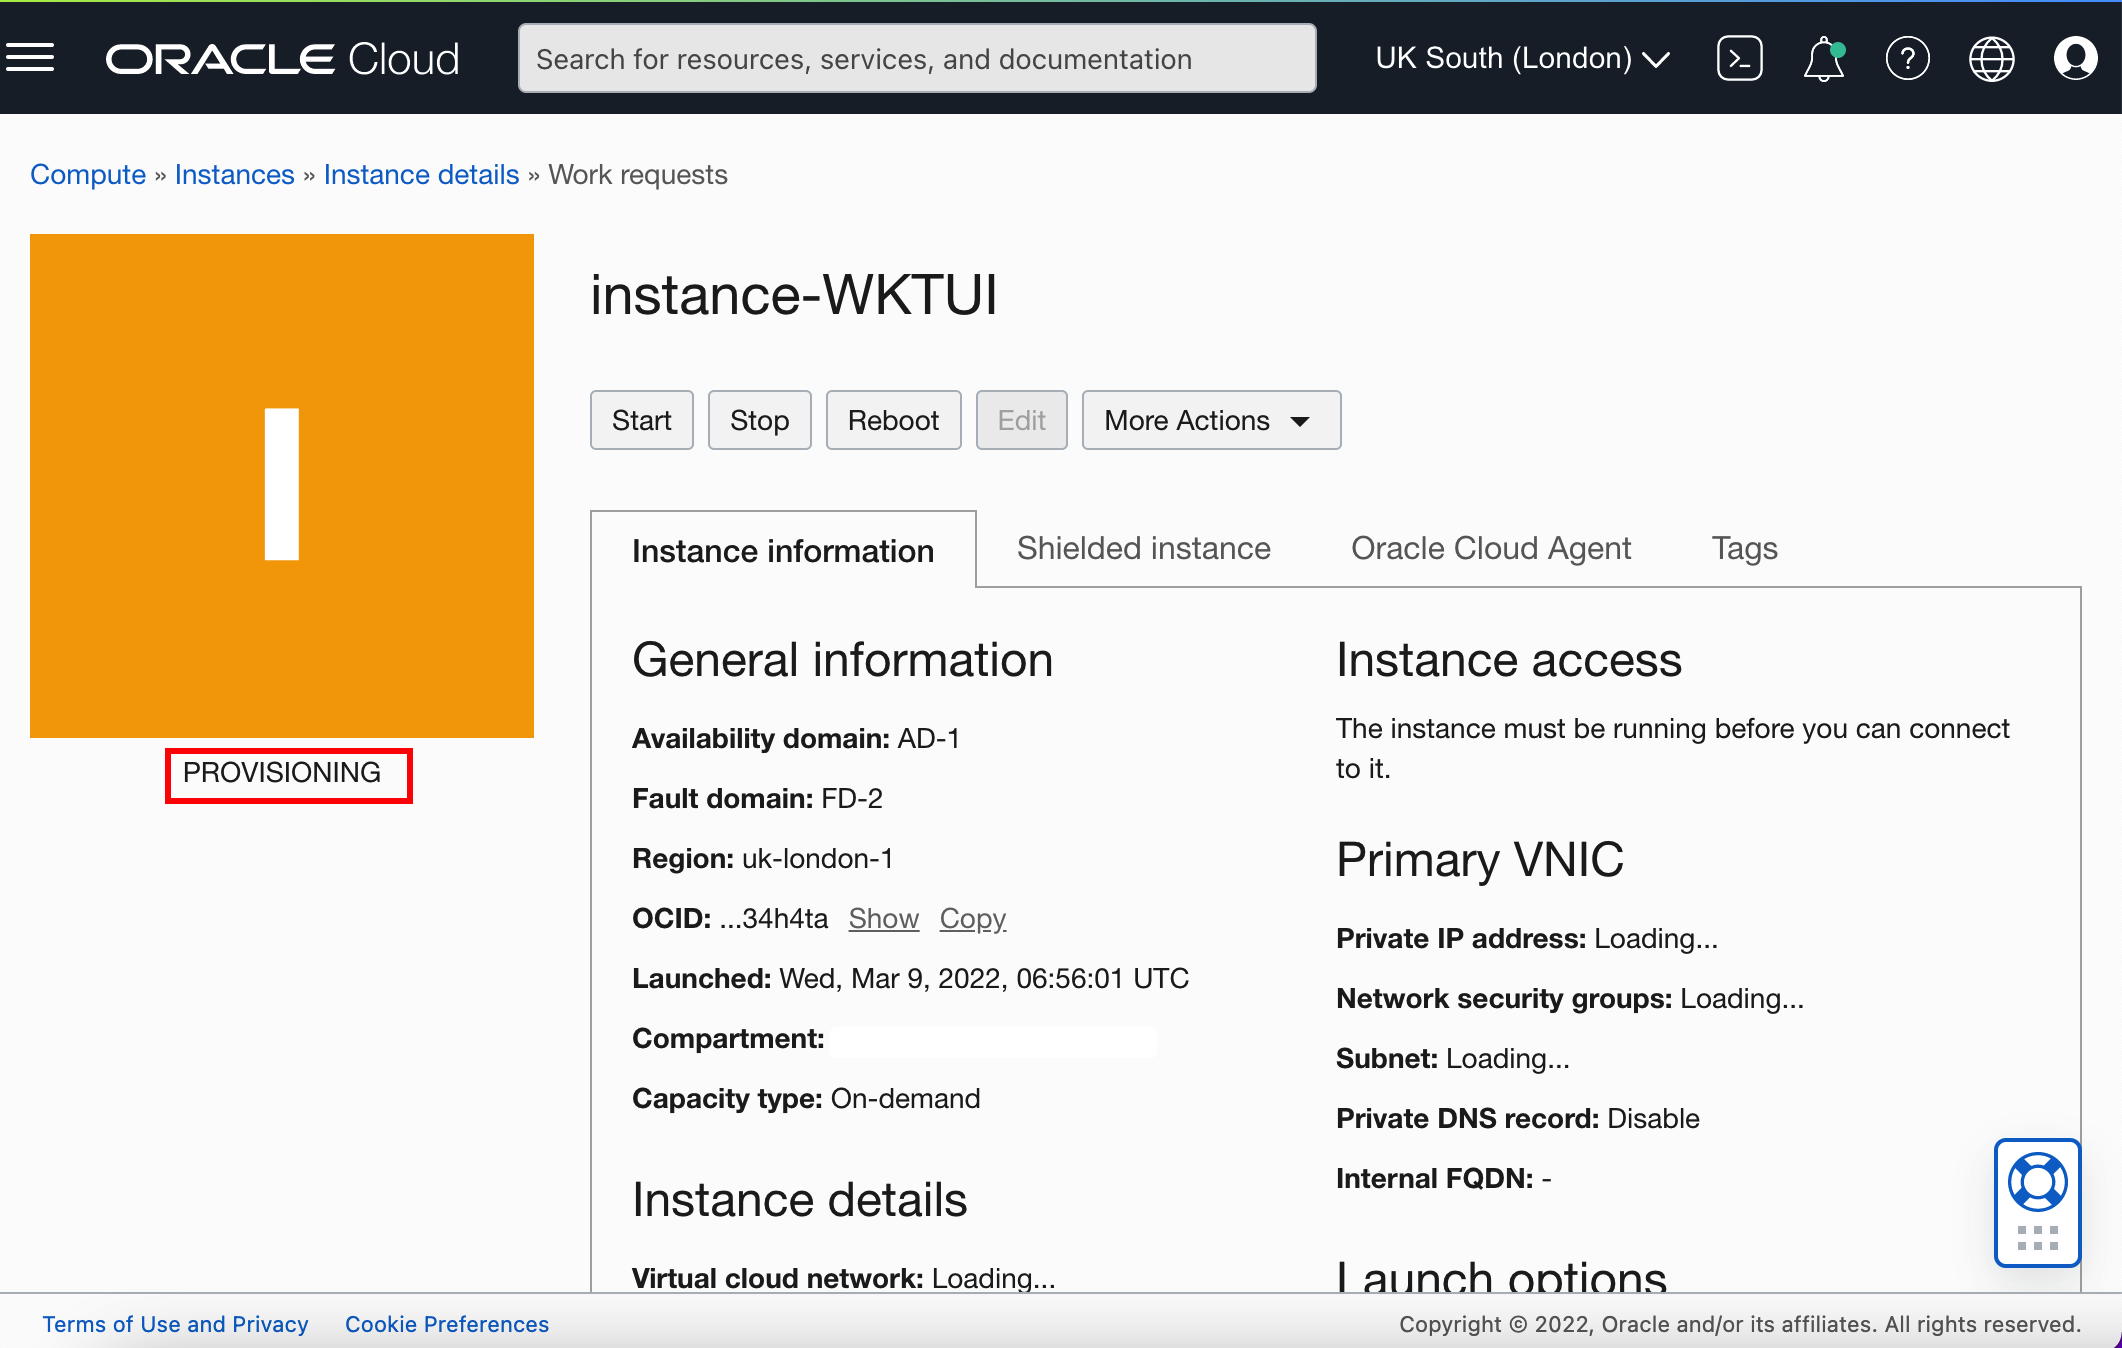 ORACLE Cloud
Search for resources, services, and documentation
UK South (London)
Compute » Instances » Instance details » Work requests
I
PROVISIONING
instance-WKTUI
Start
Stop
Reboot
Edit
More Actions
Instance information
Shielded instance
Oracle Cloud Agent
Tags
General information
Availability domain: AD-1
Fault domain: FD-2
Region: uk-london-1
OCID: ...34h4ta Show Copy
Launched: Wed, Mar 9, 2022, 06:56:01 UTC
Compartment:
Capacity type: On-demand
Instance details
Virtual cloud network: Loading...
Instance access
The instance must be running before you can connect
to it.
Primary VNIC
Private IP address: Loading...
Network security groups: Loading...
Subnet: Loading...
Private DNS record: Disable
Internal FQDN: -
Launch options
Terms of Use and Privacy
Cookie Preferences
Copyright © 2022, Oracle and/or its affiliates. All rights reserved.